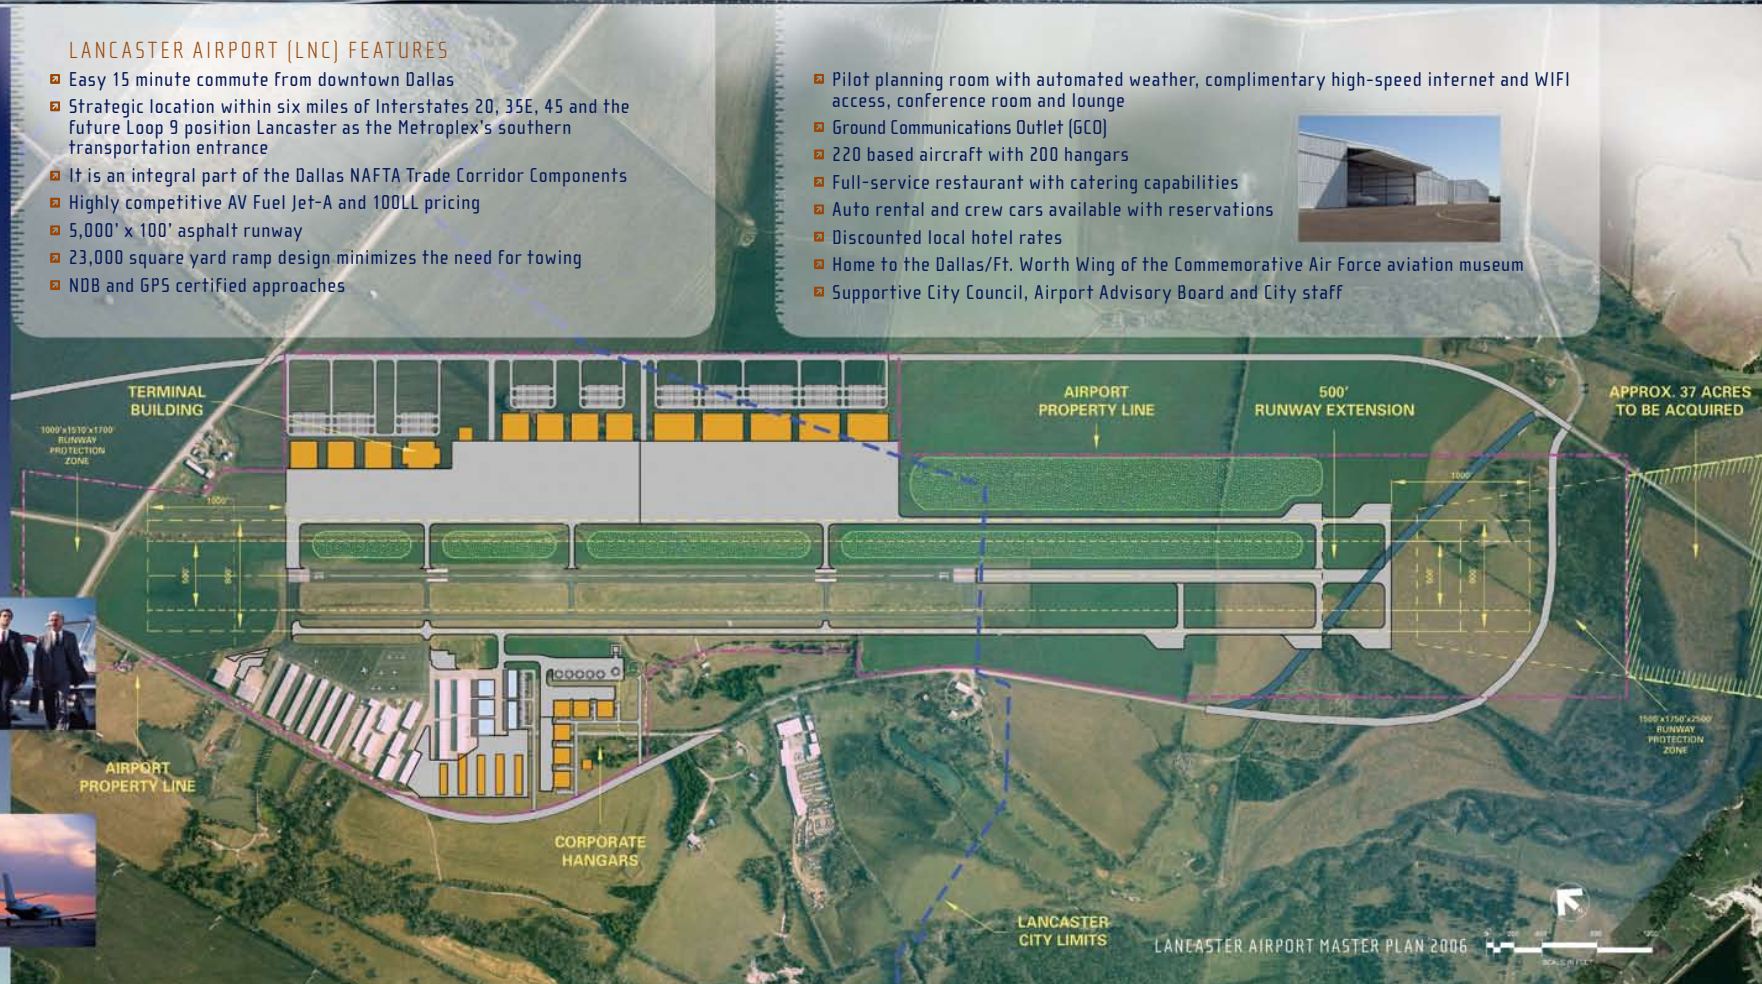 LANCASTER AIRPORT (LNC) FEATURES
Easy 15 minute commute from downtown Dallas
Strategic location within six miles of Interstates 20, 35E, 45 and the
future Loop 9 position Lancaster as the Metroplex's southern
transportation entrance
It is an integral part of the Dallas NAFTA Trade Corridor Components
Highly competitive AV Fuel Jet-A and 100LL pricing
5,000' x 100' asphalt runway
23,000 square yard ramp design minimizes the need for towing
NDB and GPS certified approaches
Pilot planning room with automated weather, complimentary high-speed internet and WIFI
access, conference room and lounge
Ground Communications Outlet (GCO)
220 based aircraft with 200 hangars
Full-service restaurant with catering capabilities
Auto rental and crew cars available with reservations
Discounted local hotel rates
Home to the Dallas/Ft. Worth Wing of the Commemorative Air Force aviation museum
Supportive City Council, Airport Advisory Board and City staff
TERMINAL
BUILDING
1000'x1510'x1700'
RUNWAY
PROTECTION
ZONE
AIRPORT
PROPERTY LINE
500'
RUNWAY EXTENSION
APPROX. 37 ACRES
TO BE ACQUIRED
1000'
1000'
500'
800'
500'
800'
1500'x1750'x2500'
RUNWAY
PROTECTION
ZONE
AIRPORT
PROPERTY LINE
CORPORATE
HANGARS
LANCASTER
CITY LIMITS
LANCASTER AIRPORT MASTER PLAN 2006
SCALE IN FEET